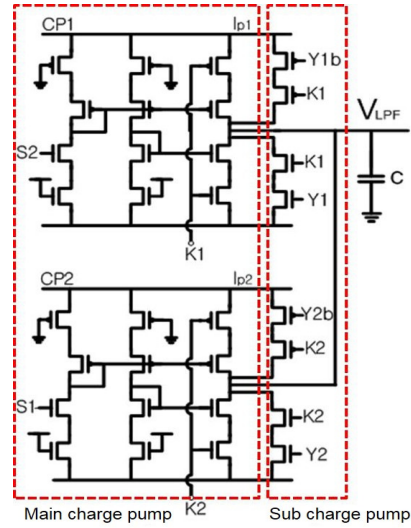 CP1
Ip1
Y1b
K1
VLPF
S2
K1
C
Y1
K1
CP2
Ip2
Y2b
K2
S1
K2
Y2
K2
Main charge pump
Sub charge pump